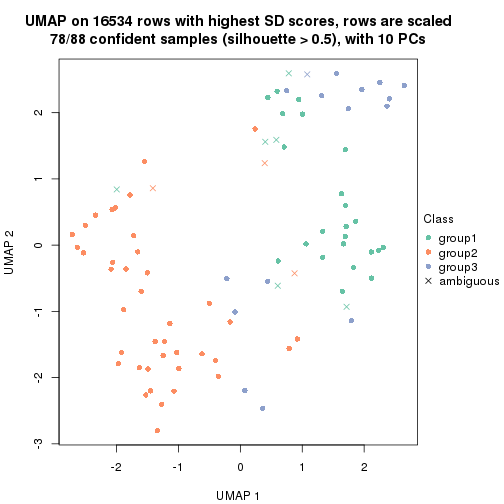 UMAP on 16534 rows with highest SD scores, rows are scaled
78/88 confident samples (silhouette > 0.5), with 10 PCs
UMAP 2
2
1
0
-1
-2
-3
-2
-1
0
1
2
UMAP 1
Class
group1
group2
group3
ambiguous